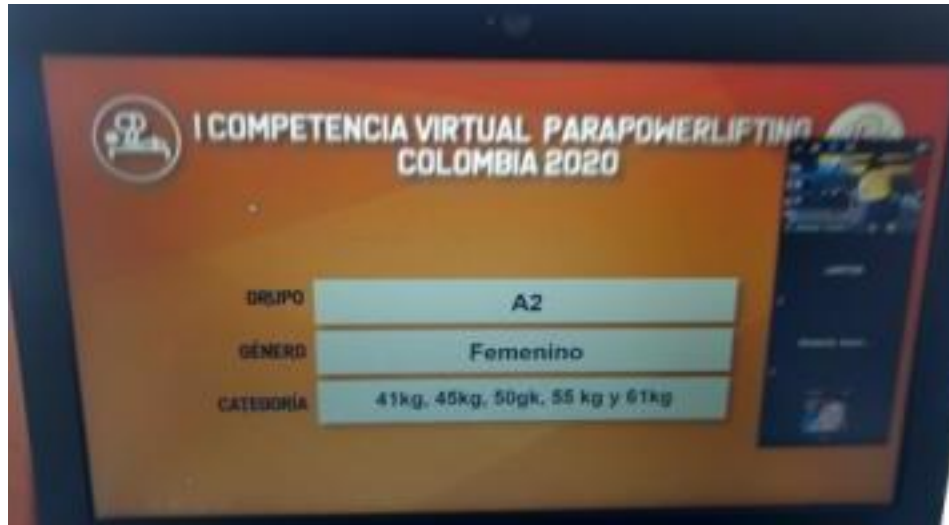 I COMPETENCIA VIRTUAL PARAPOWERLIFTING
COLOMBIA 2020
GRUPO A2
GÉNERO Femenino
CATEGORÍA 41kg, 45kg, 50gk, 55 kg y 61kg